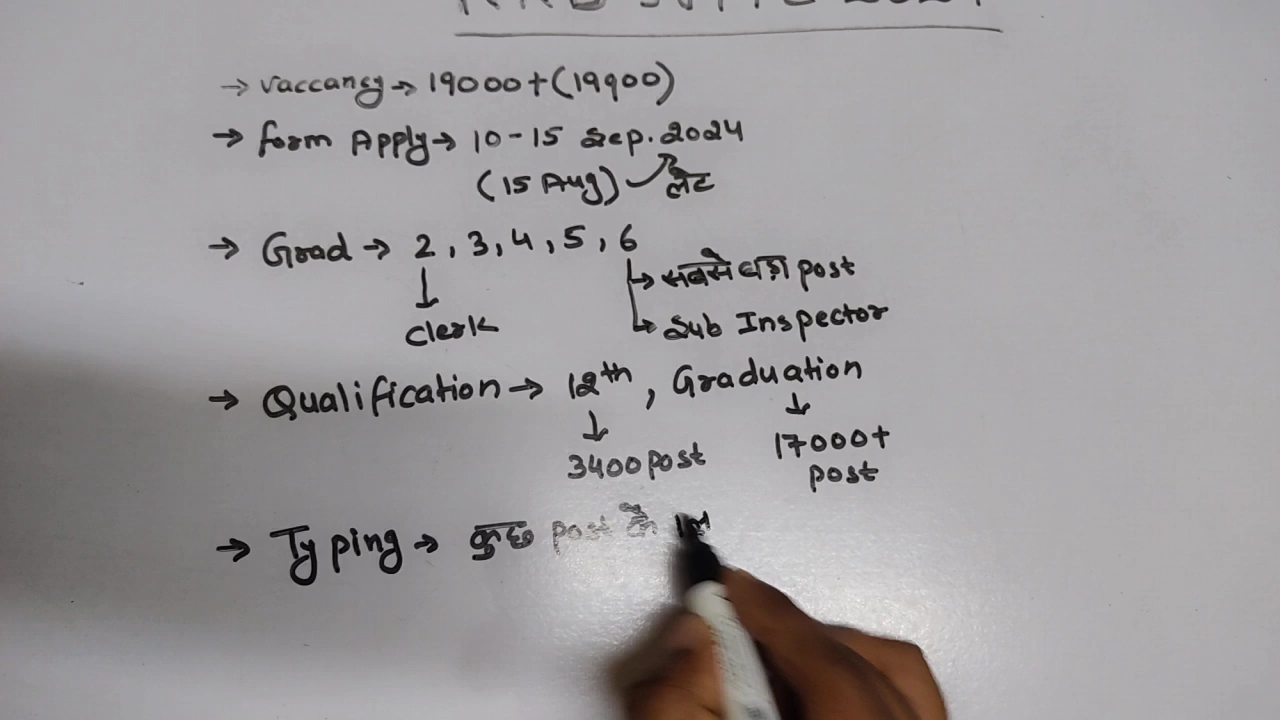 → Vaccancy → 19000+(19900)
→ form Apply → 10-15 Sep. 2024
(15 Aug) लेट
→ Grad → 2, 3, 4, 5, 6
→ सबसे बड़ा post
clerk → Sub Inspector
→ Qualification → 12th, Graduation
↓ ↓
3400 post 17000+
post
→ Typing → कुछ post के